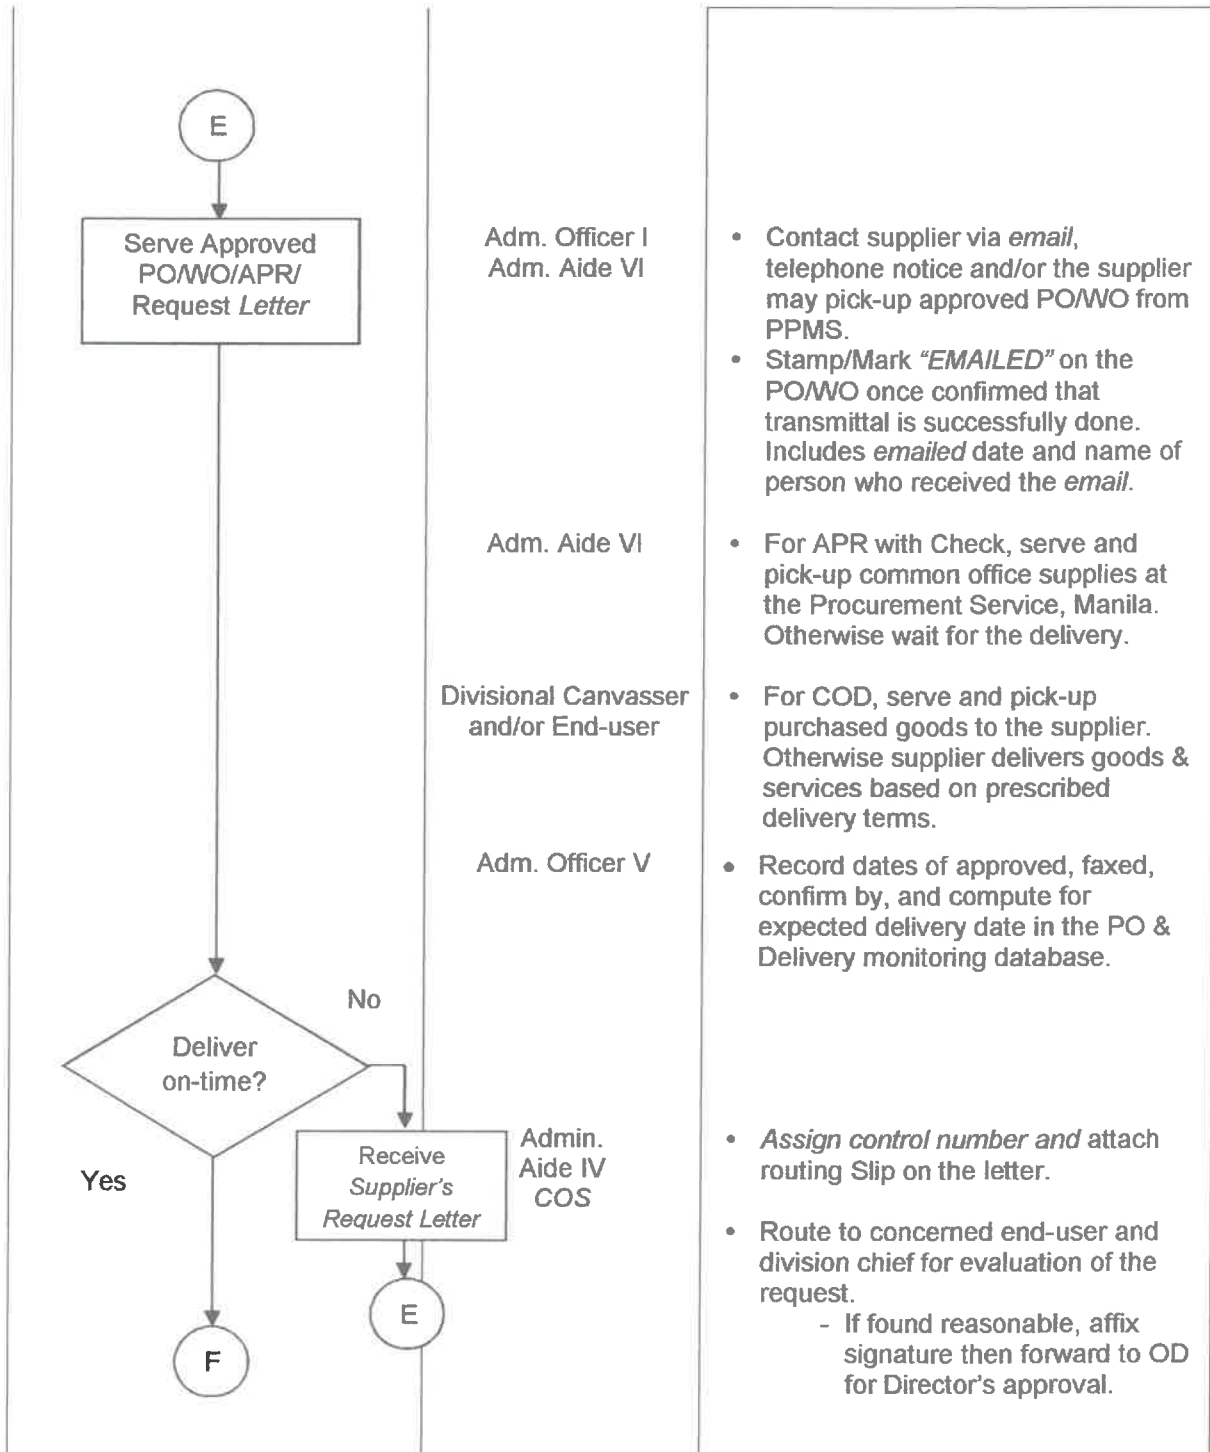 E
Serve Approved
PO/WO/APR/
Request Letter
Adm. Officer I
Adm. Aide VI
• Contact supplier via email,
telephone notice and/or the supplier
may pick-up approved PO/WO from
PPMS.
• Stamp/Mark “EMAILED” on the
PO/WO once confirmed that
transmittal is successfully done.
Includes emailed date and name of
person who received the email.
Adm. Aide VI
• For APR with Check, serve and
pick-up common office supplies at
the Procurement Service, Manila.
Otherwise wait for the delivery.
Divisional Canvasser
and/or End-user
• For COD, serve and pick-up
purchased goods to the supplier.
Otherwise supplier delivers goods &
services based on prescribed
delivery terms.
Adm. Officer V
• Record dates of approved, faxed,
confirm by, and compute for
expected delivery date in the PO &
Delivery monitoring database.
Deliver
on-time?
No
Yes
Receive
Supplier's
Request Letter
Admin.
Aide IV
COS
• Assign control number and attach
routing Slip on the letter.
• Route to concerned end-user and
division chief for evaluation of the
request.
- If found reasonable, affix
signature then forward to OD
for Director's approval.
E
F